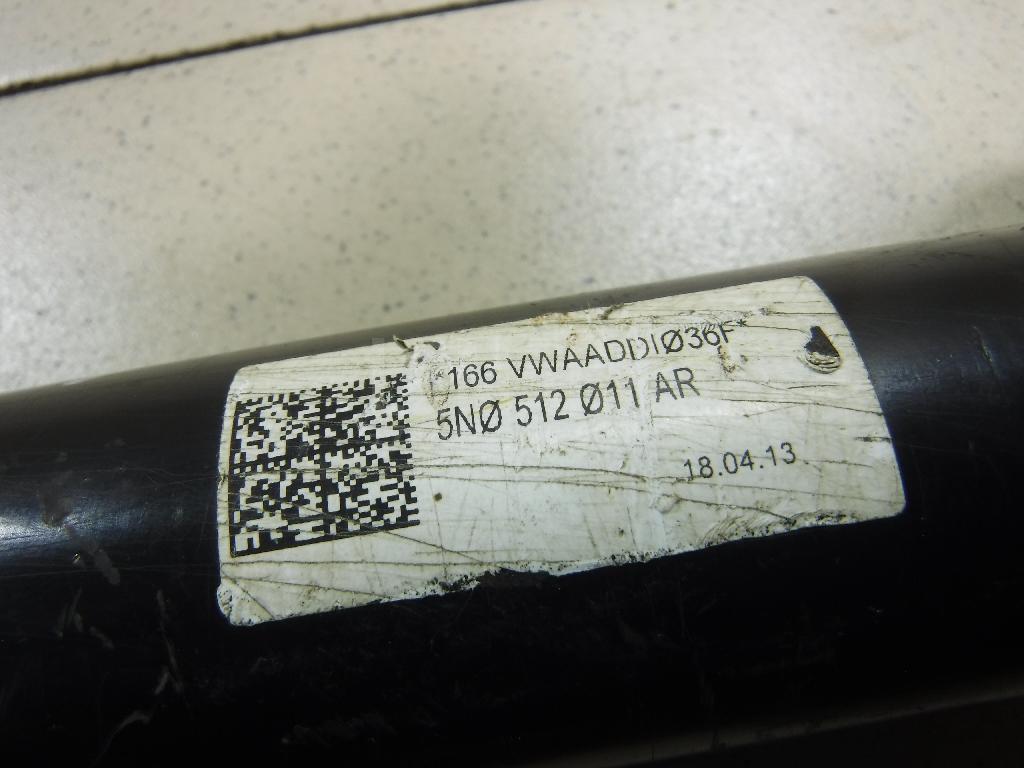 *166 VWAADDIØ36F*
5NØ 512 Ø11 AR
18.04.13